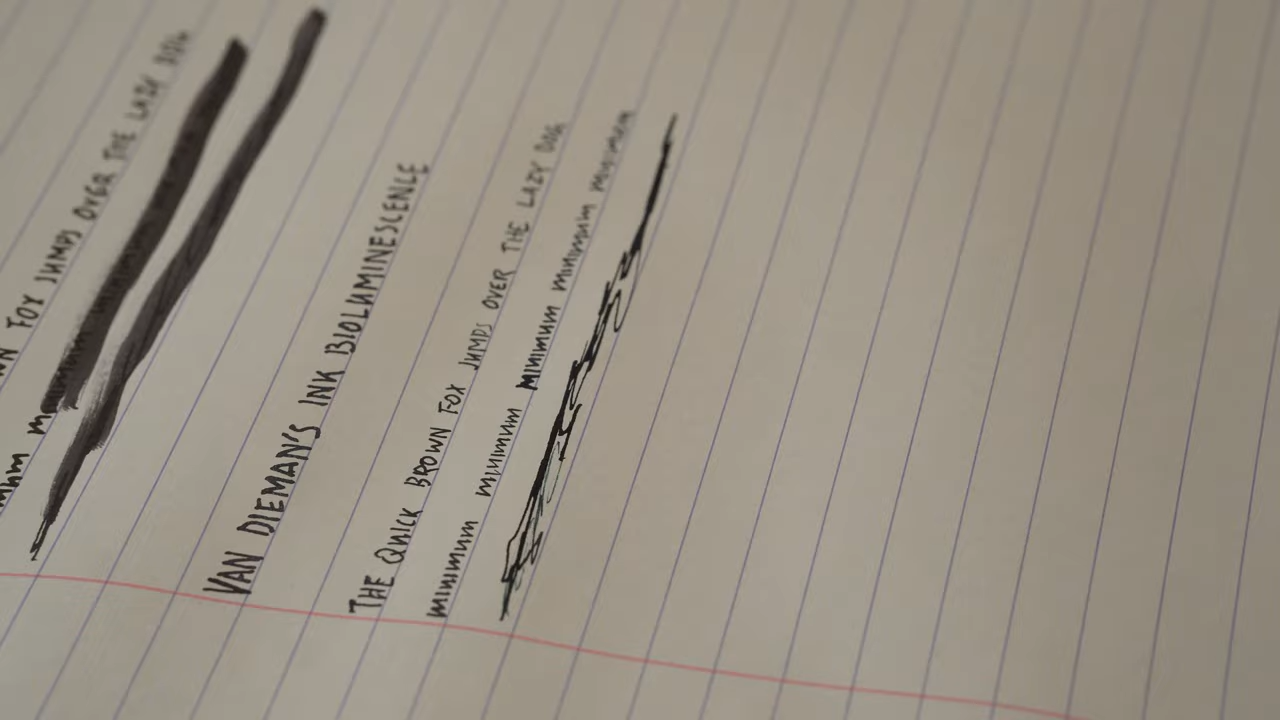 FOX JUMPS OVER THE LAZY DOG
VAN DIEMAN'S INK BIOLUMINESCENCE
THE QUICK BROWN FOX JUMPS OVER THE LAZY DOG
minimum minimum minimum minimum minimum